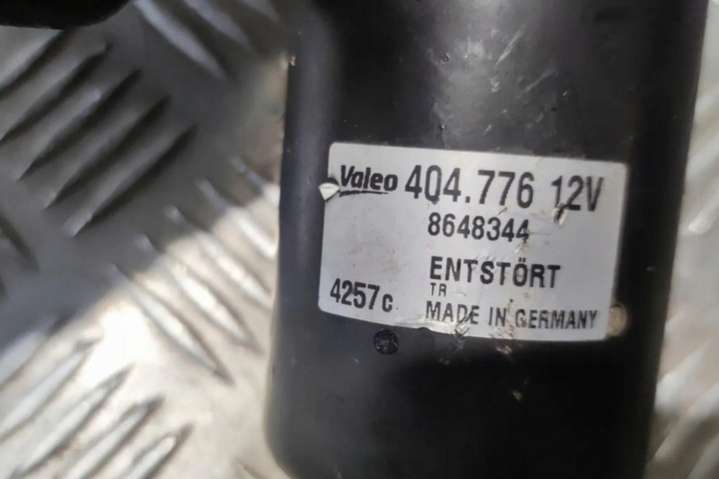 Valeo 404.776 12V
8648344
ENTSTÖRT
TR
4257c MADE IN GERMANY